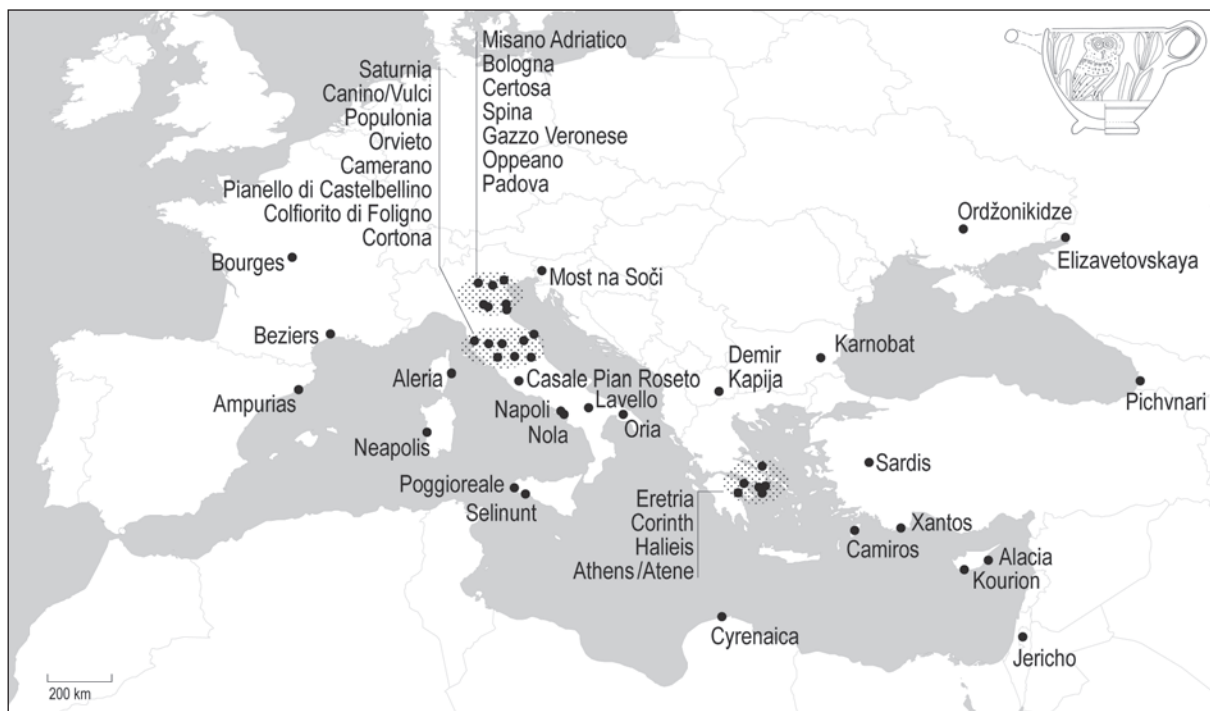 Misano Adriatico
Bologna
Certosa
Spina
Gazzo Veronese
Oppeano
Padova
Saturnia
Canino/Vulci
Populonia
Orvieto
Camerano
Pianello di Castelbellino
Colfiorito di Foligno
Cortona
Ordžonikidze
Elizavetovskaya
Bourges
Most na Soči
Beziers
Karnobat
Demir
Kapija
Aleria
Casale Pian Roseto
Ampurias
Lavello
Pichvnari
Napoli
Nola
Oria
Neapolis
Sardis
Poggioreale
Selinunt
Eretria
Corinth
Halieis
Athens/Atene
Xantos
Camiros
Alacia
Kourion
Cyrenaica
Jericho
200 km